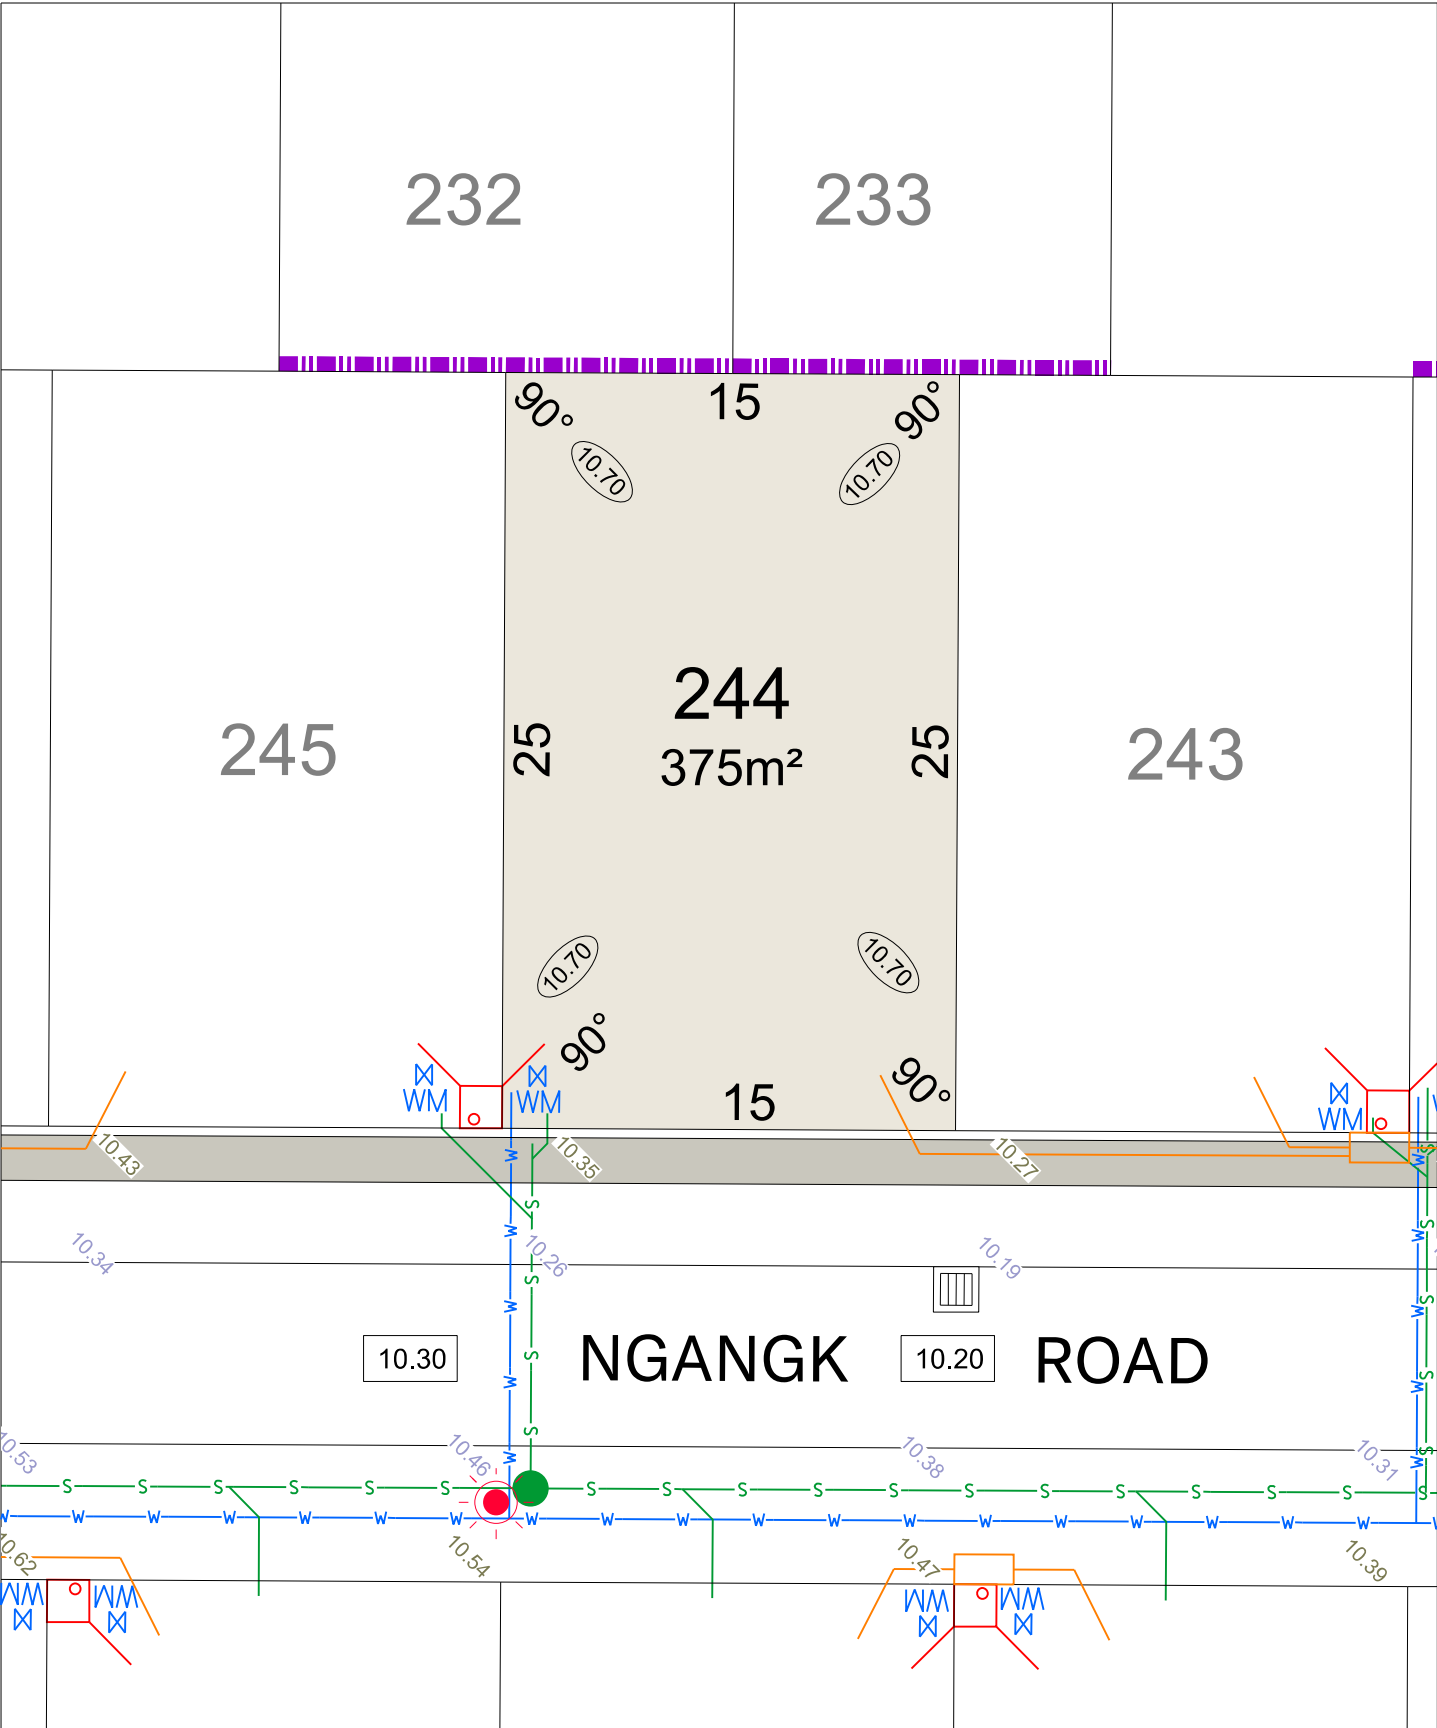 232
233
90°
15
90°
10.70
10.70
244
375m²
25
25
245
243
10.70
10.70
90°
90°
15
WM
WM
WM
10.43
10.35
10.27
W
S
W
S
10.34
10.26
10.19
W
S
W
S
W
S
W
S
10.30
NGANGK
10.20
ROAD
W
S
W
S
W
S
W
S
10.53
10.46
10.38
10.31
S S S S S S S S S S S S S S S S S S
W W W W W W W W W W W W W W W W W W W
10.62
10.54
10.47
10.39
WM
WM
WM
WM